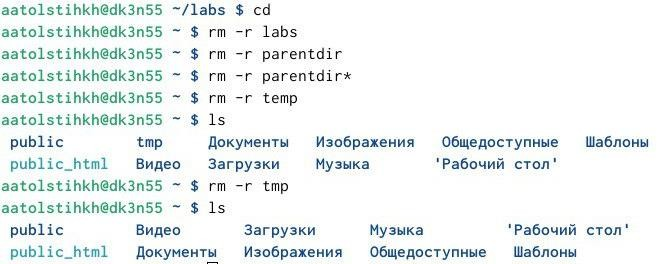 aatolstihkh@dk3n55 ~/labs $ cd
aatolstihkh@dk3n55 ~ $ rm -r labs
aatolstihkh@dk3n55 ~ $ rm -r parentdir
aatolstihkh@dk3n55 ~ $ rm -r parentdir*
aatolstihkh@dk3n55 ~ $ rm -r temp
aatolstihkh@dk3n55 ~ $ ls
public tmp Документы Изображения Общедоступные Шаблоны
public_html Видео Загрузки Музыка 'Рабочий стол'
aatolstihkh@dk3n55 ~ $ rm -r tmp
aatolstihkh@dk3n55 ~ $ ls
public Видео Загрузки Музыка 'Рабочий стол'
public_html Документы Изображения Общедоступные Шаблоны